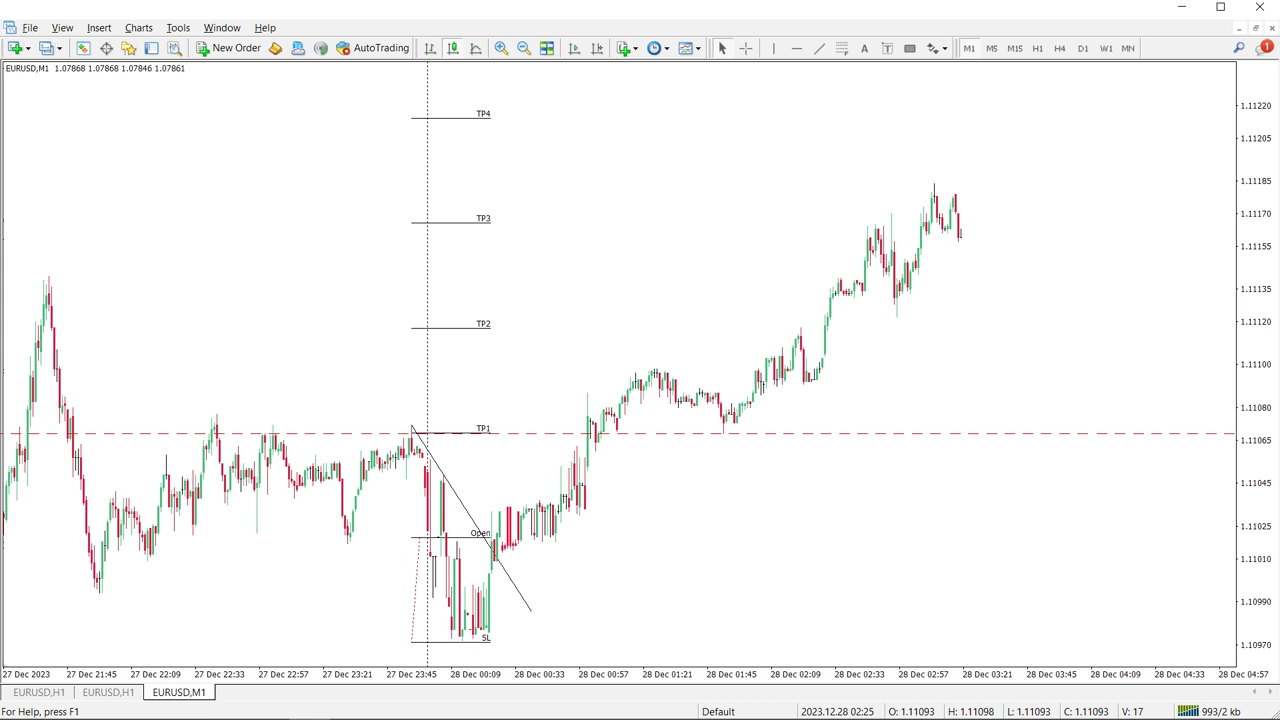 File View Insert Charts Tools Window Help
New Order AutoTrading A T M1 M5 M15 H1 H4 D1 W1 MN 1
EURUSD,M1 1.07868 1.07868 1.07846 1.07861
TP4
TP3
TP2
TP1
Open
SL
1.11220
1.11205
1.11185
1.11170
1.11155
1.11135
1.11120
1.11100
1.11080
1.11065
1.11045
1.11025
1.11010
1.10990
1.10970
27 Dec 2023 27 Dec 21:45 27 Dec 22:09 27 Dec 22:33 27 Dec 22:57 27 Dec 23:21 27 Dec 23:45 28 Dec 00:09 28 Dec 00:33 28 Dec 00:57 28 Dec 01:21 28 Dec 01:45 28 Dec 02:09 28 Dec 02:33 28 Dec 02:57 28 Dec 03:21 28 Dec 03:45 28 Dec 04:09 28 Dec 04:33 28 Dec 04:57
EURUSD,H1 EURUSD,H1 EURUSD,M1
For Help, press F1 Default 2023.12.28 02:25 O: 1.11093 H: 1.11098 L: 1.11093 C: 1.11093 V: 17 993/2 kb